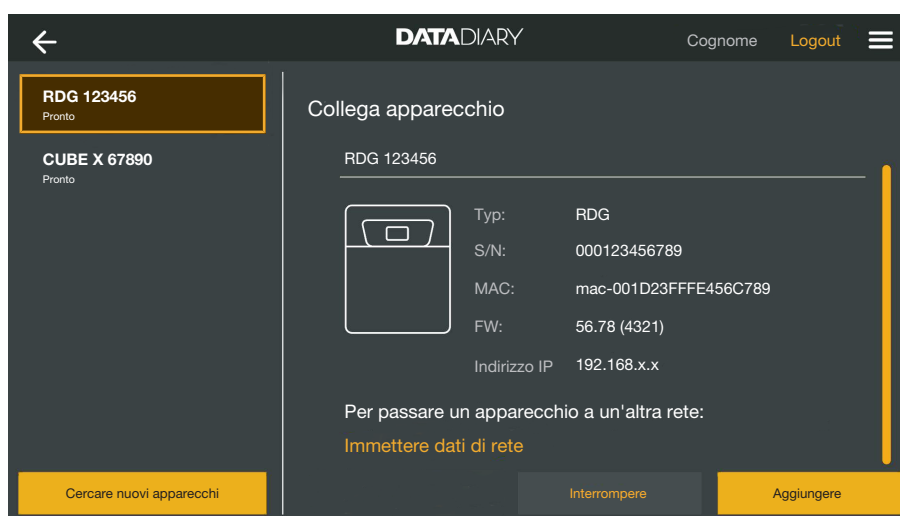 DATADIARY
Cognome
Logout
RDG 123456
Pronto
CUBE X 67890
Pronto
Cercare nuovi apparecchi
Collega apparecchio
RDG 123456
Typ: RDG
S/N: 000123456789
MAC: mac-001D23FFFE456C789
FW: 56.78 (4321)
Indirizzo IP 192.168.x.x
Per passare un apparecchio a un'altra rete:
Immettere dati di rete
Interrompere
Aggiungere